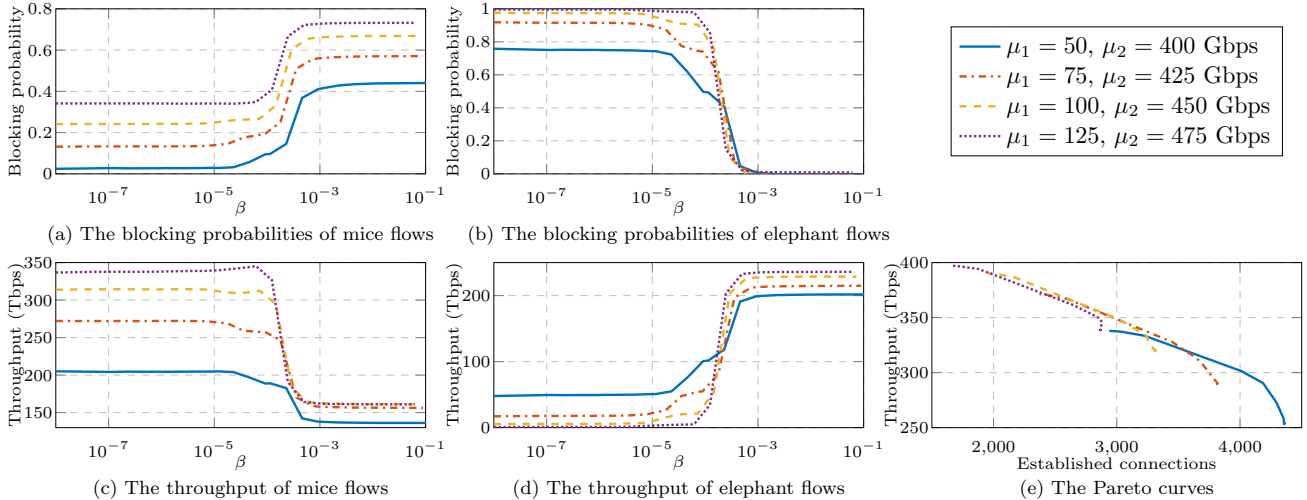 0.8
0.6
0.4
0.2
0
Blocking probability
10⁻⁷
10⁻⁵
10⁻³
10⁻¹
β
(a) The blocking probabilities of mice flows
1
0.8
0.6
0.4
0.2
0
Blocking probability
10⁻⁷
10⁻⁵
10⁻³
10⁻¹
β
(b) The blocking probabilities of elephant flows
μ₁ = 50, μ₂ = 400 Gbps
μ₁ = 75, μ₂ = 425 Gbps
μ₁ = 100, μ₂ = 450 Gbps
μ₁ = 125, μ₂ = 475 Gbps
350
300
250
200
150
Throughput (Tbps)
10⁻⁷
10⁻⁵
10⁻³
10⁻¹
β
(c) The throughput of mice flows
200
100
0
Throughput (Tbps)
10⁻⁷
10⁻⁵
10⁻³
10⁻¹
β
(d) The throughput of elephant flows
400
350
300
250
Throughput (Tbps)
2,000
3,000
4,000
Established connections
(e) The Pareto curves